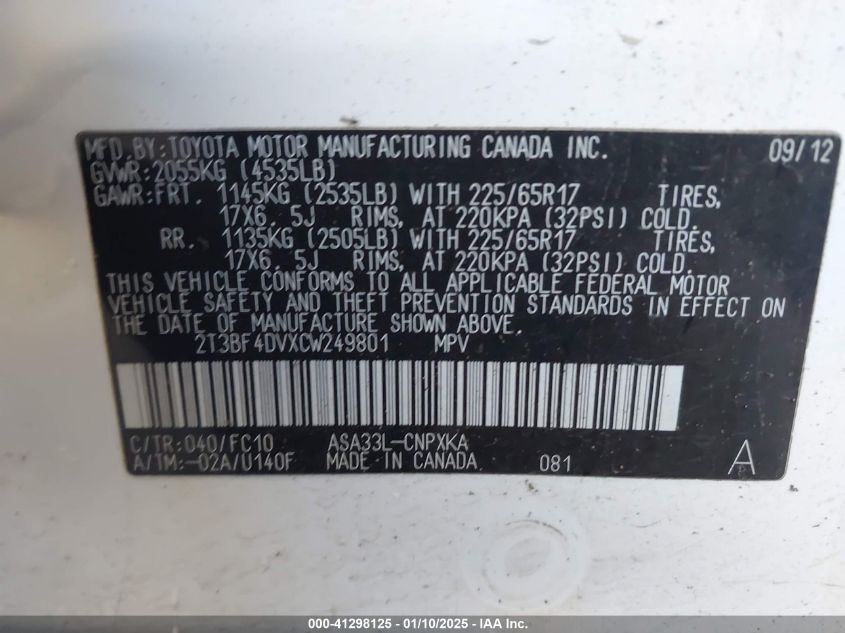 MFD. BY: TOYOTA MOTOR MANUFACTURING CANADA INC. 09/12
GVWR: 2055KG (4535LB)
GAWR: FRT. 1145KG (2535LB) WITH 225/65R17 TIRES,
17X6. 5J RIMS, AT 220KPA (32PSI) COLD.
RR. 1135KG (2505LB) WITH 225/65R17 TIRES,
17X6. 5J RIMS, AT 220KPA (32PSI) COLD.
THIS VEHICLE CONFORMS TO ALL APPLICABLE FEDERAL MOTOR
VEHICLE SAFETY AND THEFT PREVENTION STANDARDS IN EFFECT ON
THE DATE OF MANUFACTURE SHOWN ABOVE.
2T3BF4DVXCW249801 MPV
C/TR: 040/FC10 ASA33L-CNPXKA
A/TM: -02A/U140F MADE IN CANADA 081 A
000-41298125 - 01/10/2025 - IAA Inc.